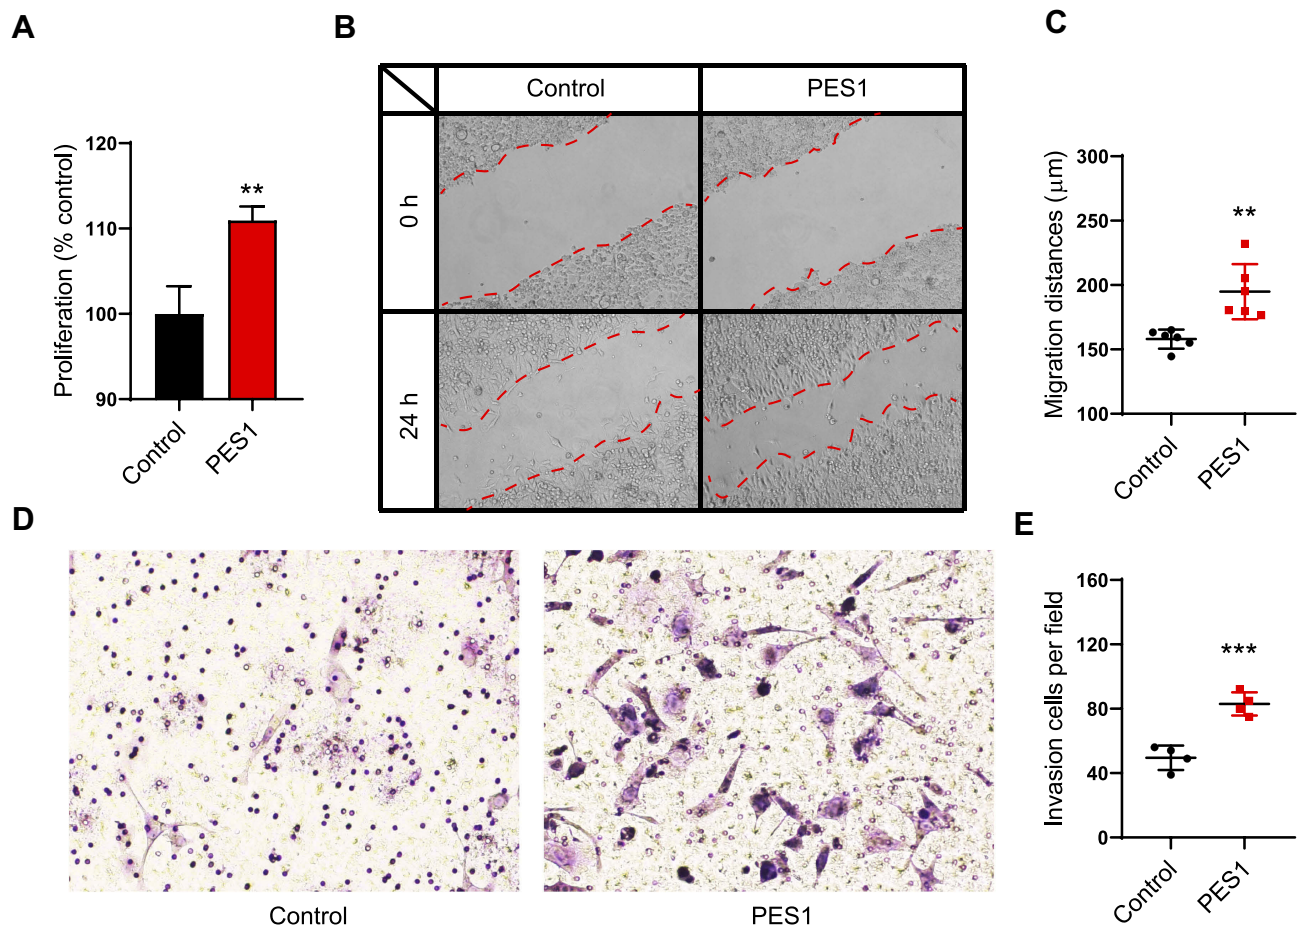 A
B
C
Control
PES1
0 h
24 h
Proliferation (% control)
120
110
100
90
**
Control
PES1
Migration distances (μm)
300
250
200
150
100
**
Control
PES1
D
Control
PES1
E
Invasion cells per field
160
120
80
40
0
***
Control
PES1